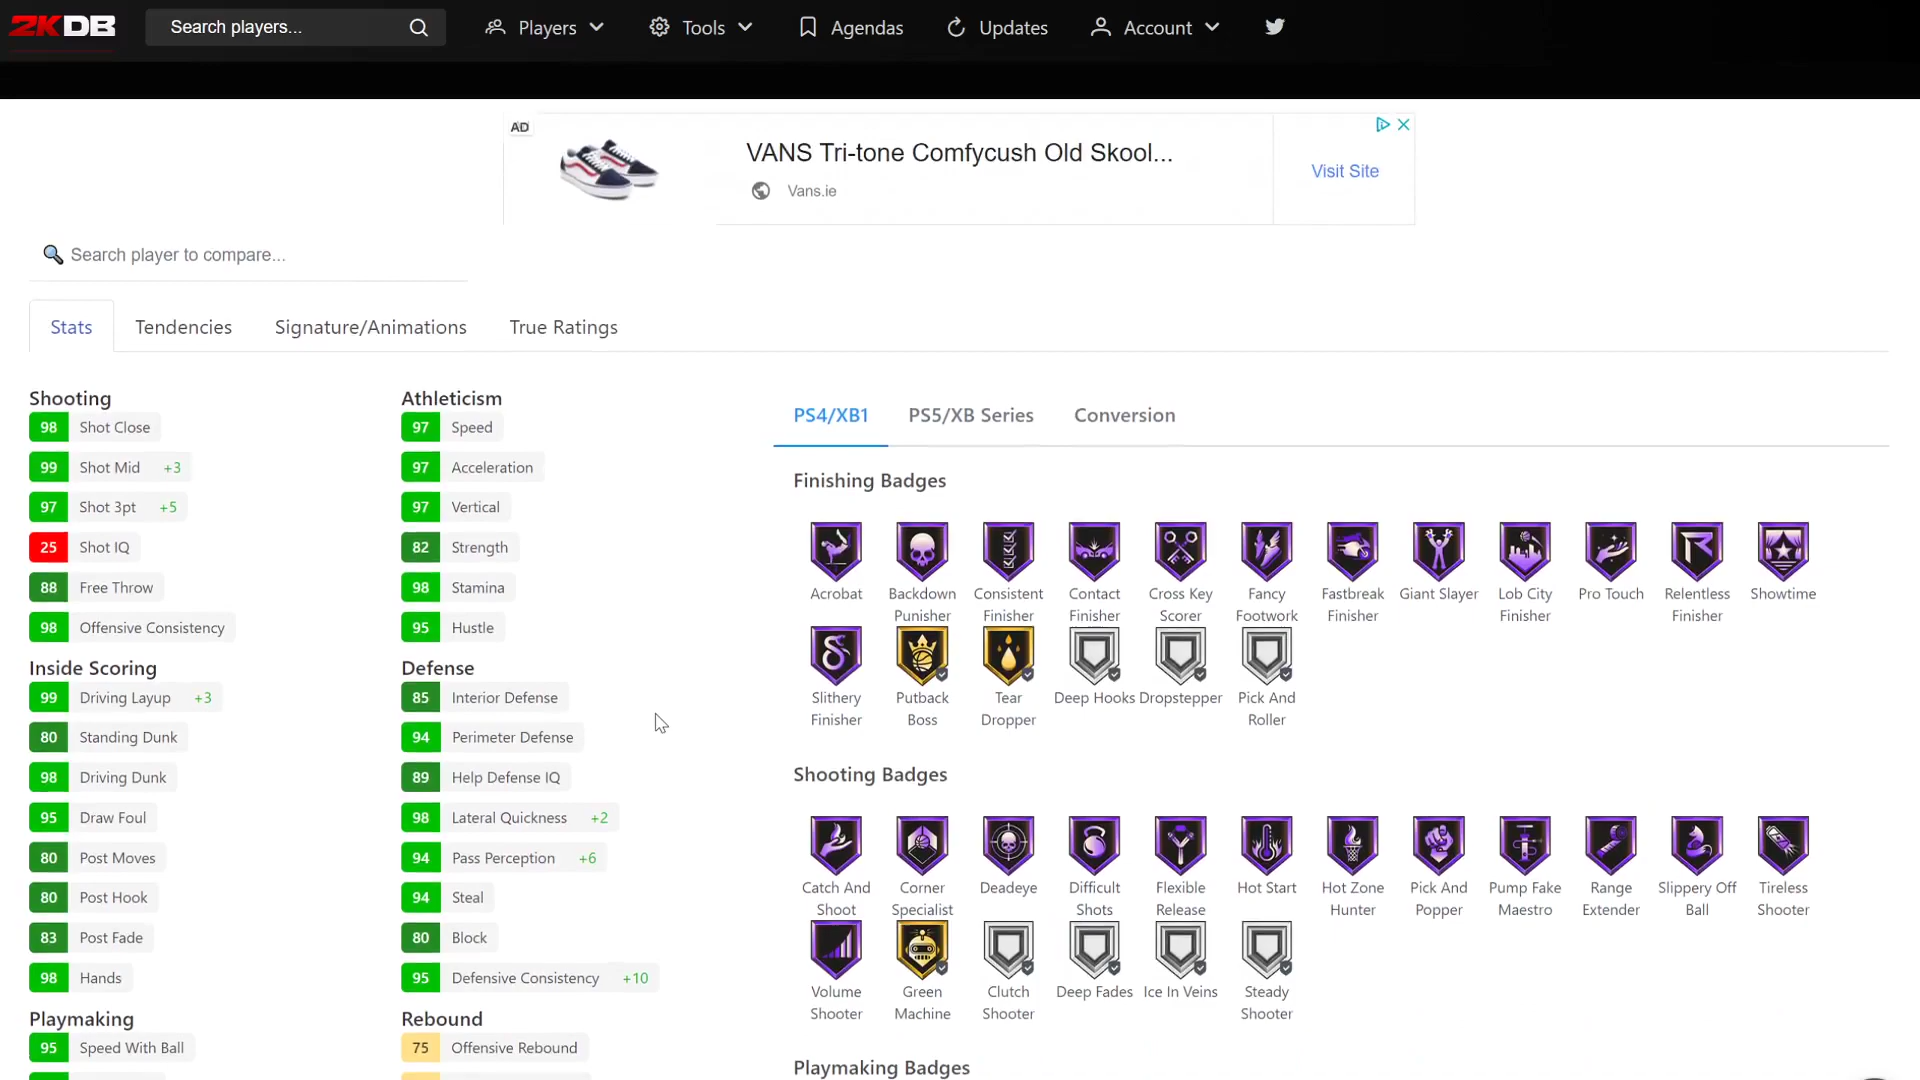 2KDB
Search players...
Players
Tools
Agendas
Updates
Account
AD
VANS Tri-tone Comfycush Old Skool...
Vans.ie
Visit Site
Search player to compare...
Stats
Tendencies
Signature/Animations
True Ratings
Shooting
98 Shot Close
99 Shot Mid +3
97 Shot 3pt +5
25 Shot IQ
88 Free Throw
98 Offensive Consistency
Inside Scoring
99 Driving Layup +3
80 Standing Dunk
98 Driving Dunk
95 Draw Foul
80 Post Moves
80 Post Hook
83 Post Fade
98 Hands
Playmaking
95 Speed With Ball
Athleticism
97 Speed
97 Acceleration
97 Vertical
82 Strength
98 Stamina
95 Hustle
Defense
85 Interior Defense
94 Perimeter Defense
89 Help Defense IQ
98 Lateral Quickness +2
94 Pass Perception +6
94 Steal
80 Block
95 Defensive Consistency +10
Rebound
75 Offensive Rebound
PS4/XB1
PS5/XB Series
Conversion
Finishing Badges
Acrobat
Backdown
Punisher
Consistent
Finisher
Contact
Finisher
Cross Key
Scorer
Fancy
Footwork
Fastbreak
Finisher
Giant Slayer
Lob City
Finisher
Pro Touch
Relentless
Finisher
Showtime
Slithery
Finisher
Putback
Boss
Tear
Dropper
Deep Hooks
Dropstepper
Pick And
Roller
Shooting Badges
Catch And
Shoot
Corner
Specialist
Deadeye
Difficult
Shots
Flexible
Release
Hot Start
Hot Zone
Hunter
Pick And
Popper
Pump Fake
Maestro
Range
Extender
Slippery Off
Ball
Tireless
Shooter
Volume
Shooter
Green
Machine
Clutch
Shooter
Deep Fades
Ice In Veins
Steady
Shooter
Playmaking Badges